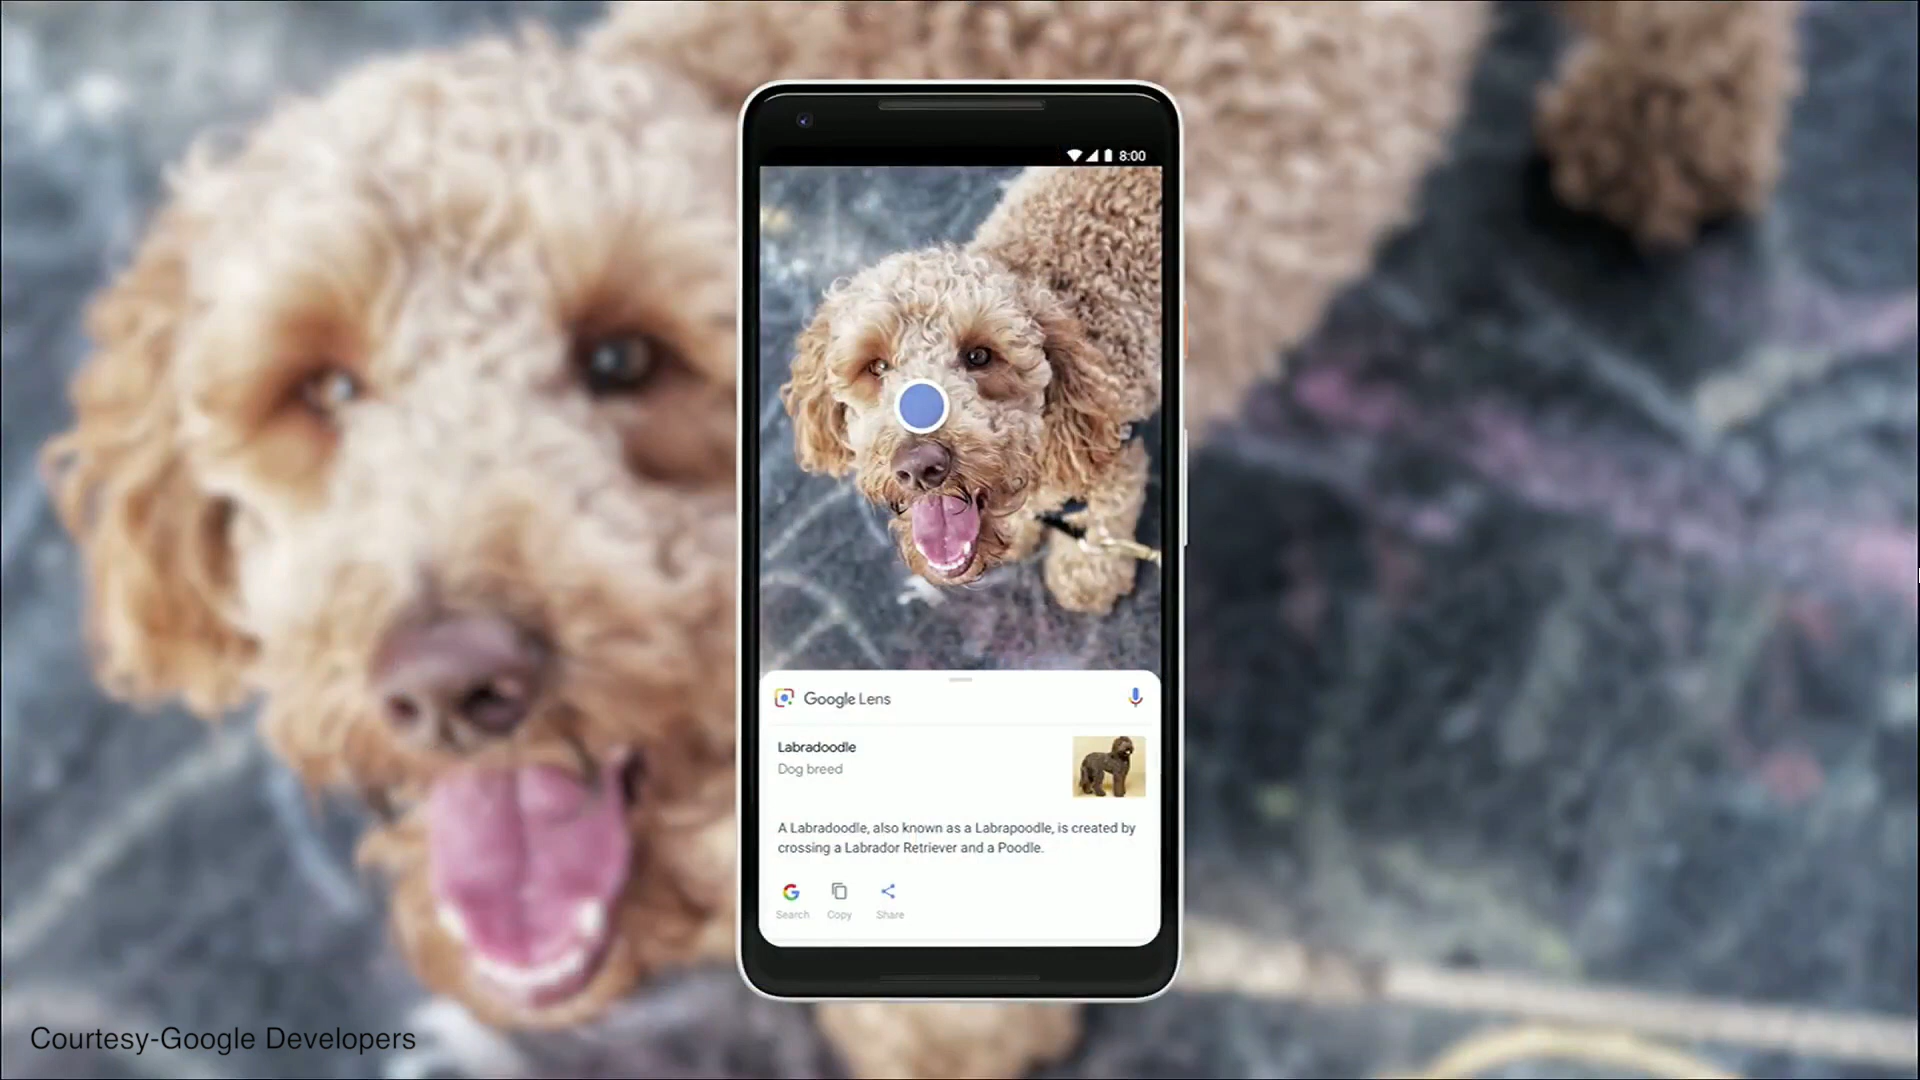 8:00
Google Lens
Labradoodle
Dog breed
A Labradoodle, also known as a Labrapoodle, is created by
crossing a Labrador Retriever and a Poodle.
Search Copy Share
Courtesy-Google Developers